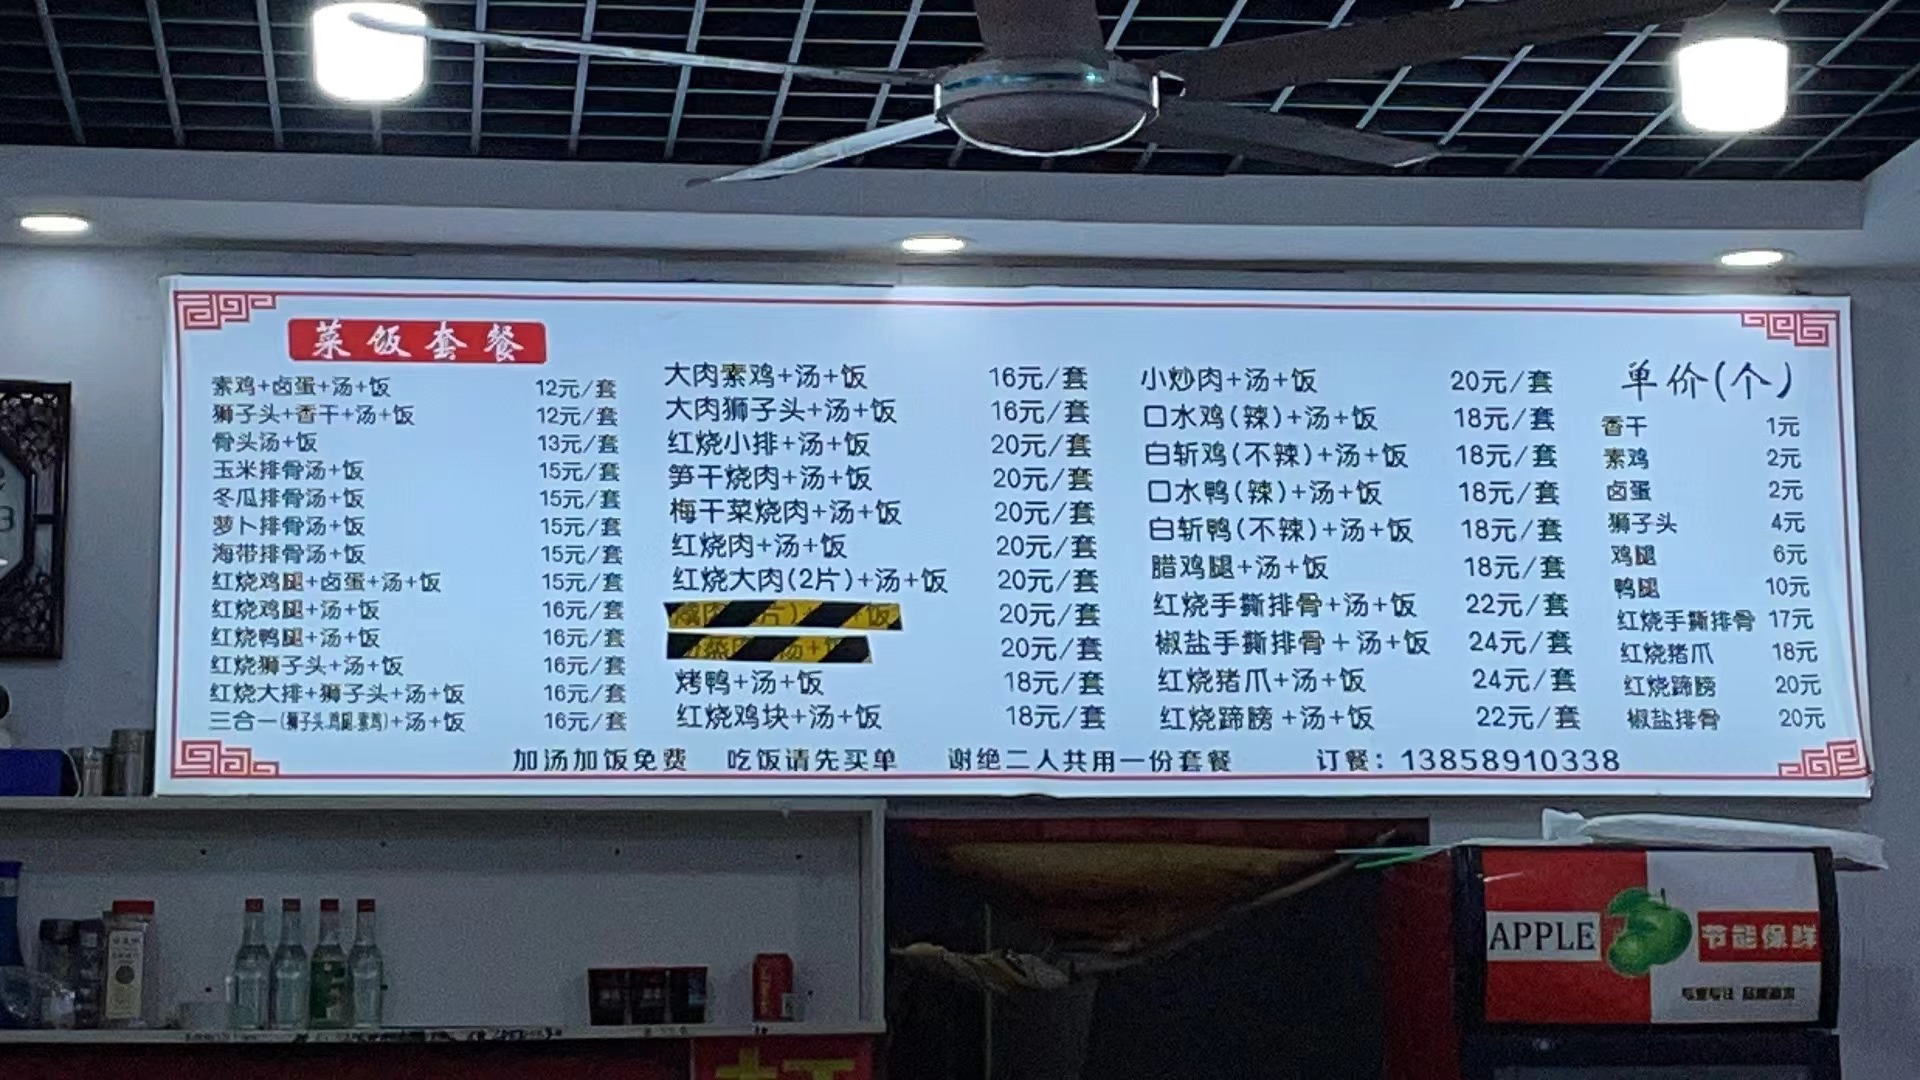 菜饭套餐
素鸡+卤蛋+汤+饭 12元/套
狮子头+香干+汤+饭 12元/套
骨头汤+饭 13元/套
玉米排骨汤+饭 15元/套
冬瓜排骨汤+饭 15元/套
萝卜排骨汤+饭 15元/套
海带排骨汤+饭 15元/套
红烧鸡腿+卤蛋+汤+饭 15元/套
红烧鸡腿+汤+饭 16元/套
红烧鸭腿+汤+饭 16元/套
红烧狮子头+汤+饭 16元/套
红烧大排+狮子头+汤+饭 16元/套
三合一(狮子头鸡腿素鸡)+汤+饭 16元/套
大肉素鸡+汤+饭 16元/套
大肉狮子头+汤+饭 16元/套
红烧小排+汤+饭 20元/套
笋干烧肉+汤+饭 20元/套
梅干菜烧肉+汤+饭 20元/套
红烧肉+汤+饭 20元/套
红烧大肉(2片)+汤+饭 20元/套
20元/套
20元/套
烤鸭+汤+饭 18元/套
红烧鸡块+汤+饭 18元/套
小炒肉+汤+饭 20元/套
口水鸡(辣)+汤+饭 18元/套
白斩鸡(不辣)+汤+饭 18元/套
口水鸭(辣)+汤+饭 18元/套
白斩鸭(不辣)+汤+饭 18元/套
腊鸡腿+汤+饭 18元/套
红烧手撕排骨+汤+饭 22元/套
椒盐手撕排骨+汤+饭 24元/套
红烧猪爪+汤+饭 24元/套
红烧蹄膀+汤+饭 22元/套
单价(个)
香干 1元
素鸡 2元
卤蛋 2元
狮子头 4元
鸡腿 6元
鸭腿 10元
红烧手撕排骨 17元
红烧猪爪 18元
红烧蹄膀 20元
椒盐排骨 20元
加汤加饭免费 吃饭请先买单 谢绝二人共用一份套餐 订餐：13858910338
APPLE 节能保鲜